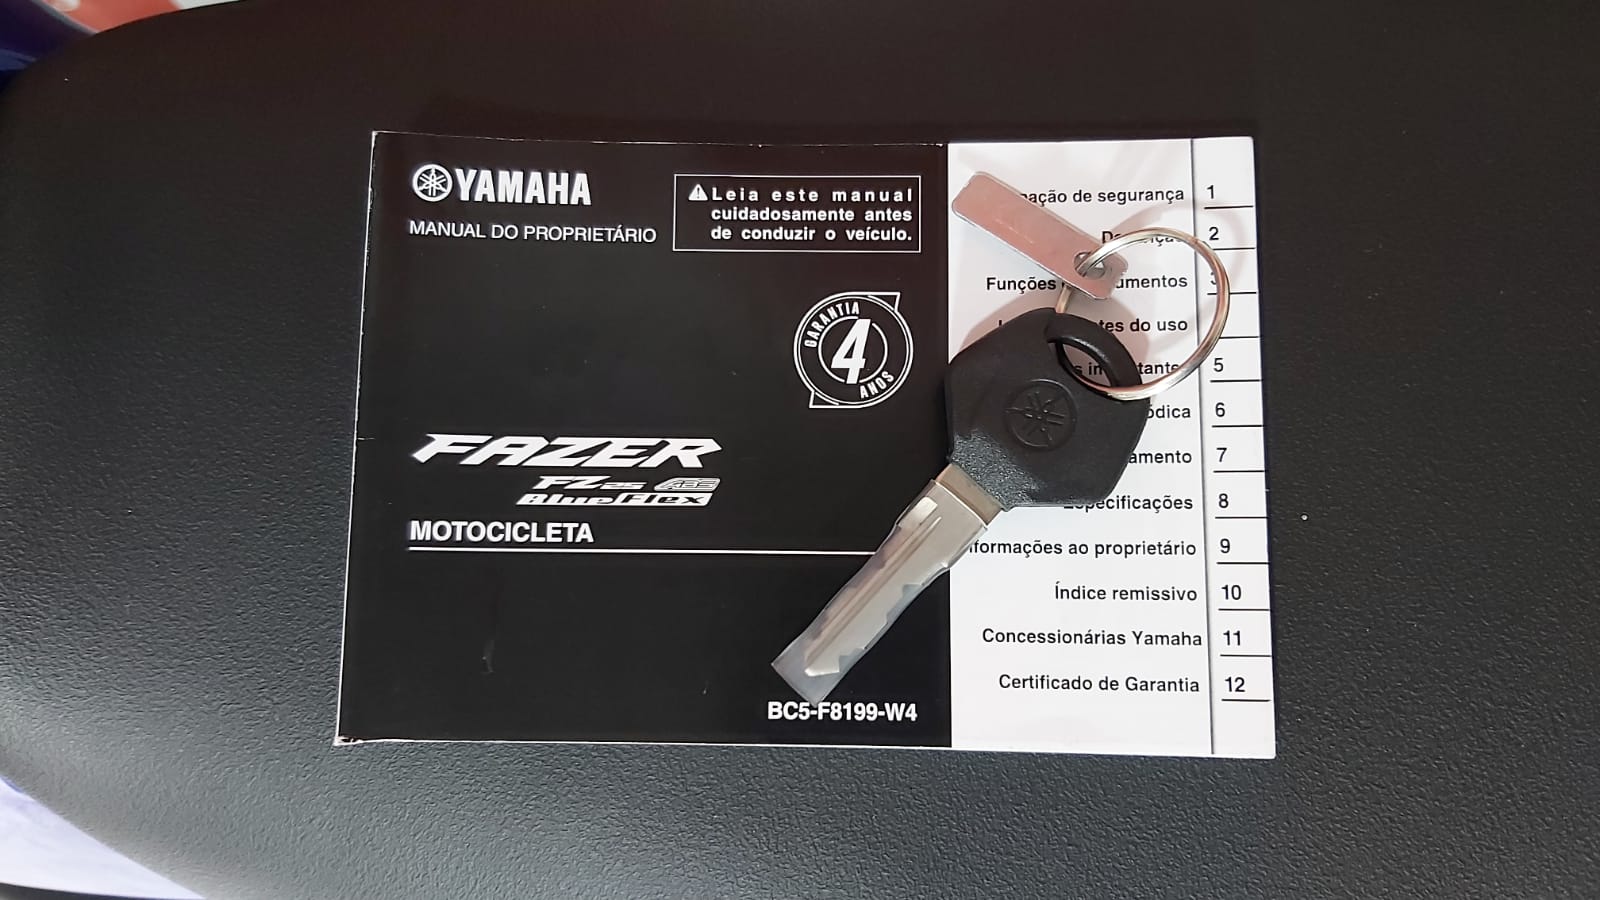 YAMAHA
MANUAL DO PROPRIETÁRIO
Leia este manual
cuidadosamente antes
de conduzir o veículo.
GARANTIA
4
ANOS
FAZER
FZ25 ABS
BlueFlex
MOTOCICLETA
BC5-F8199-W4
de segurança 1
2
Funções
do uso
5
6
7
Especificações 8
ao proprietário 9
Índice remissivo 10
Concessionárias Yamaha 11
Certificado de Garantia 12